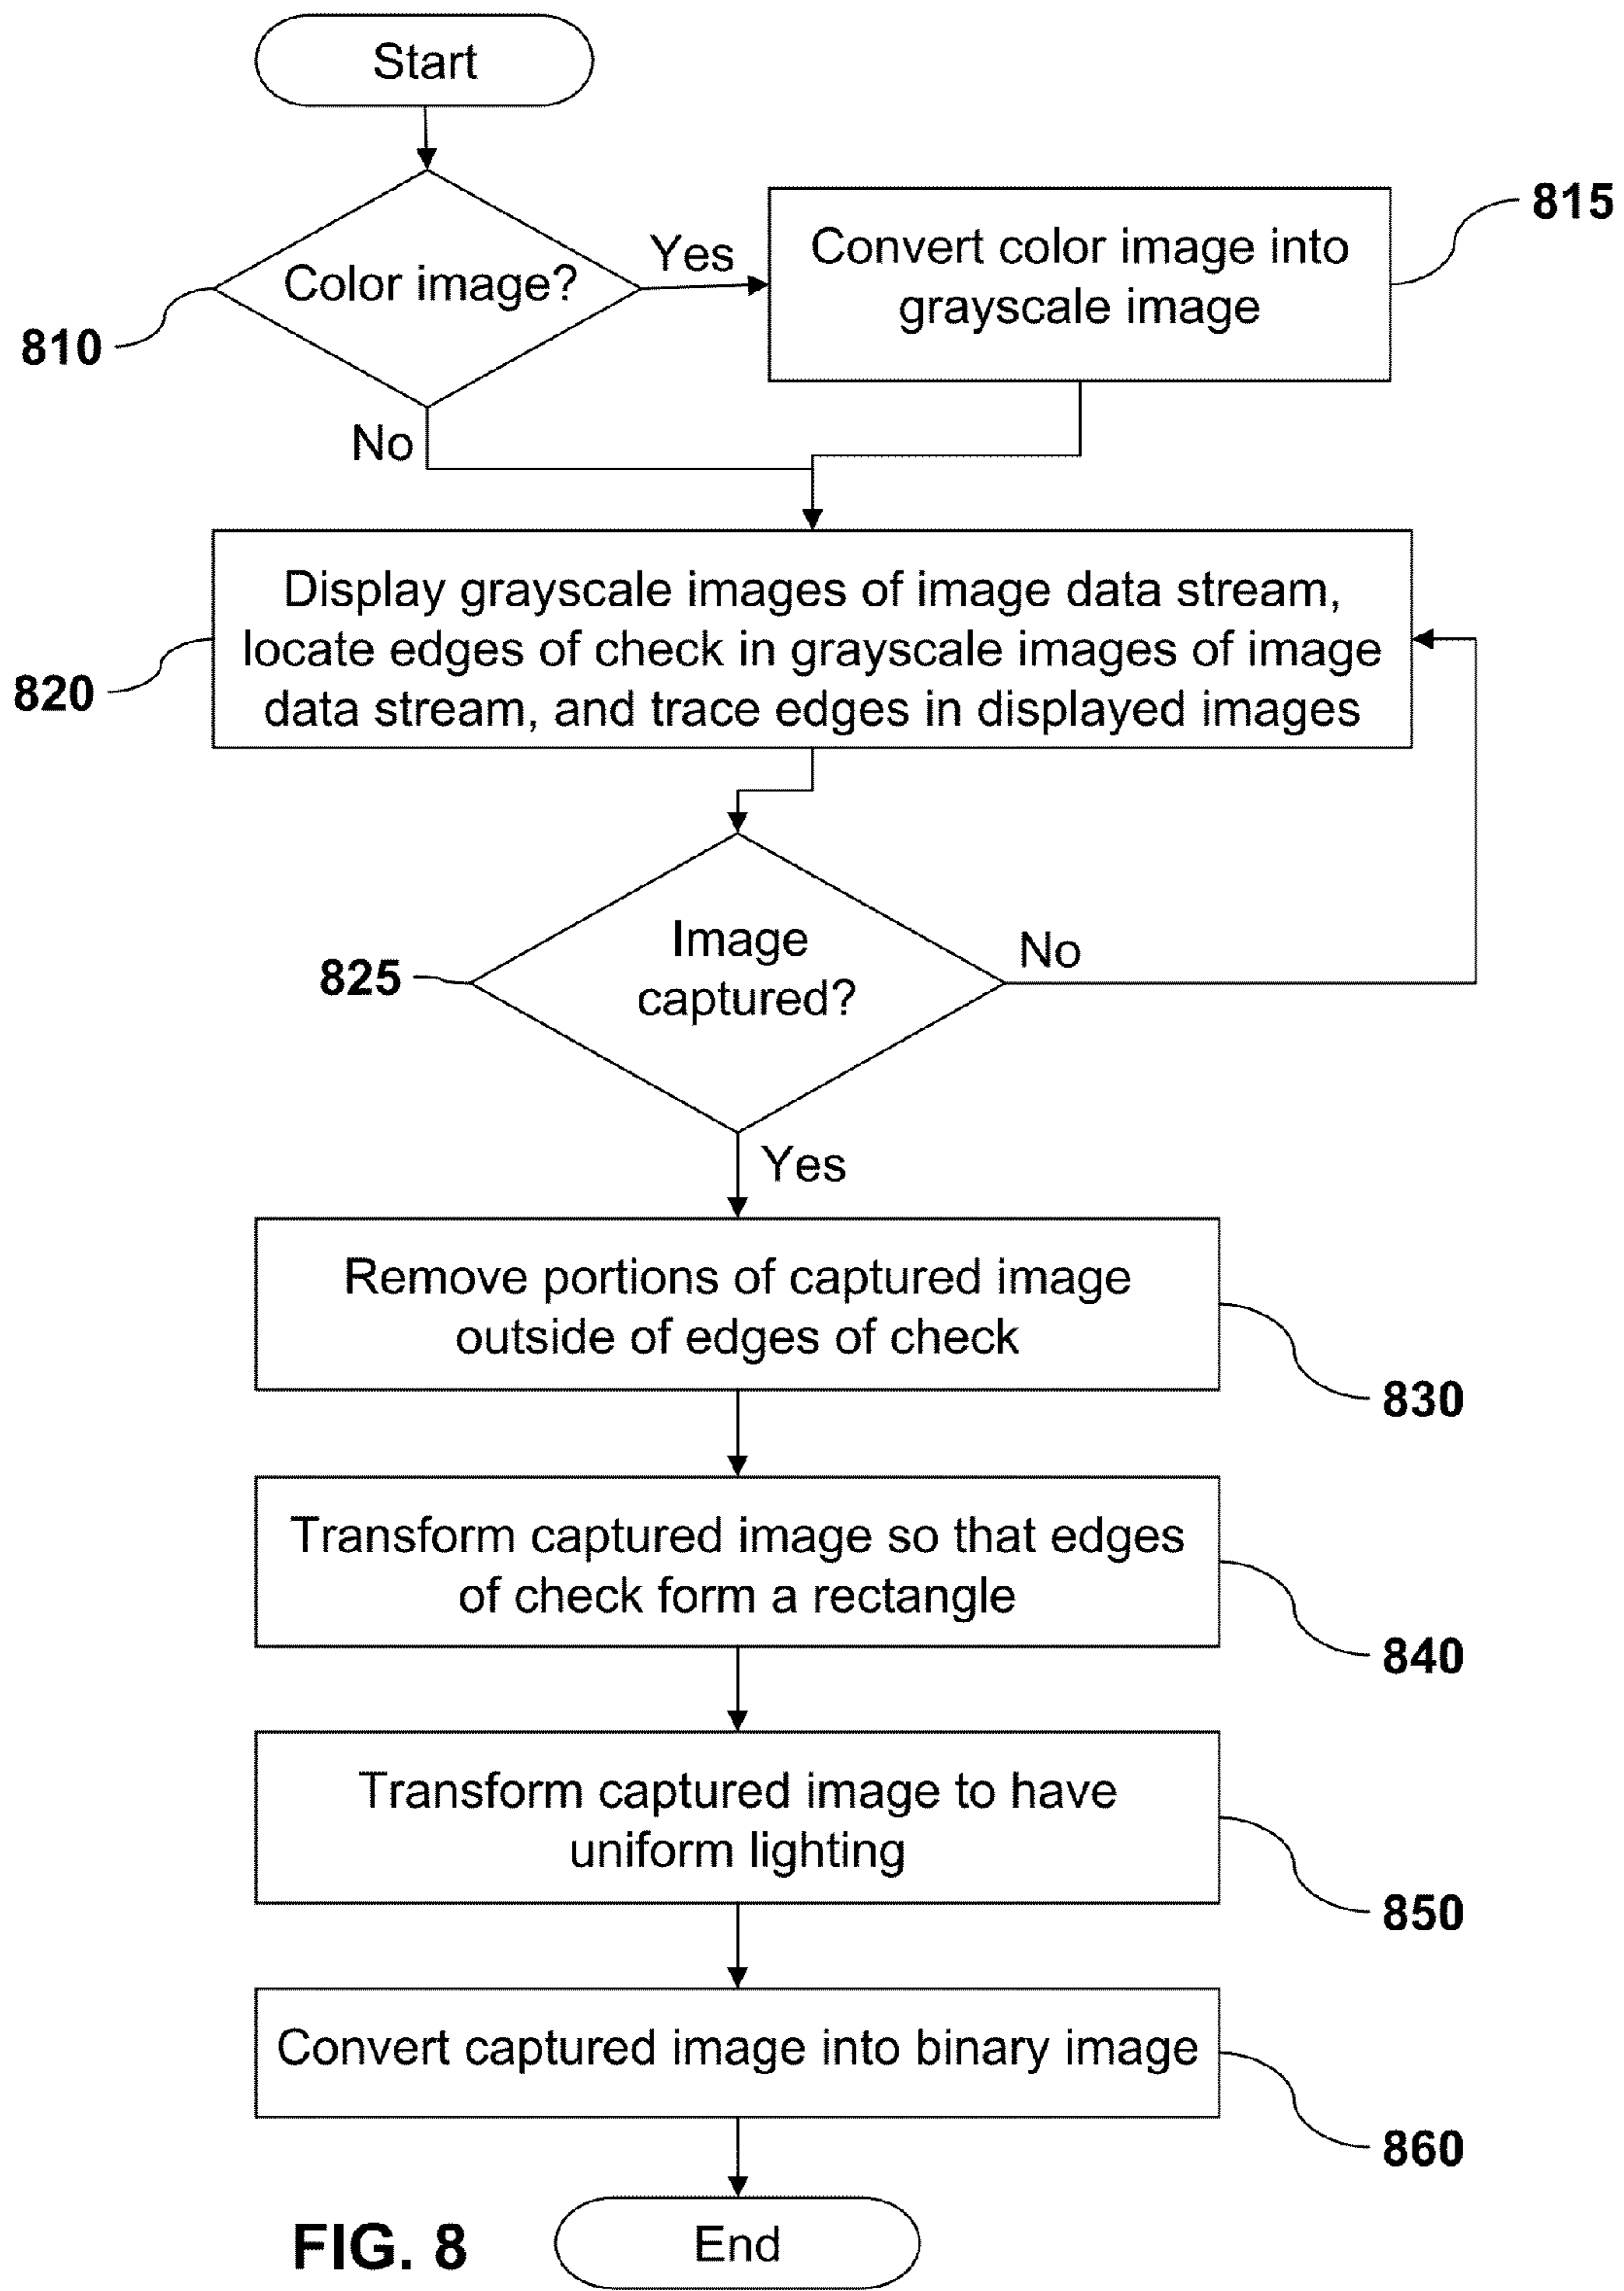 Start
Color image?
810
Yes
Convert color image into
grayscale image
815
No
Display grayscale images of image data stream,
locate edges of check in grayscale images of image
data stream, and trace edges in displayed images
820
Image
captured?
825
No
Yes
Remove portions of captured image
outside of edges of check
830
Transform captured image so that edges
of check form a rectangle
840
Transform captured image to have
uniform lighting
850
Convert captured image into binary image
860
End
FIG. 8